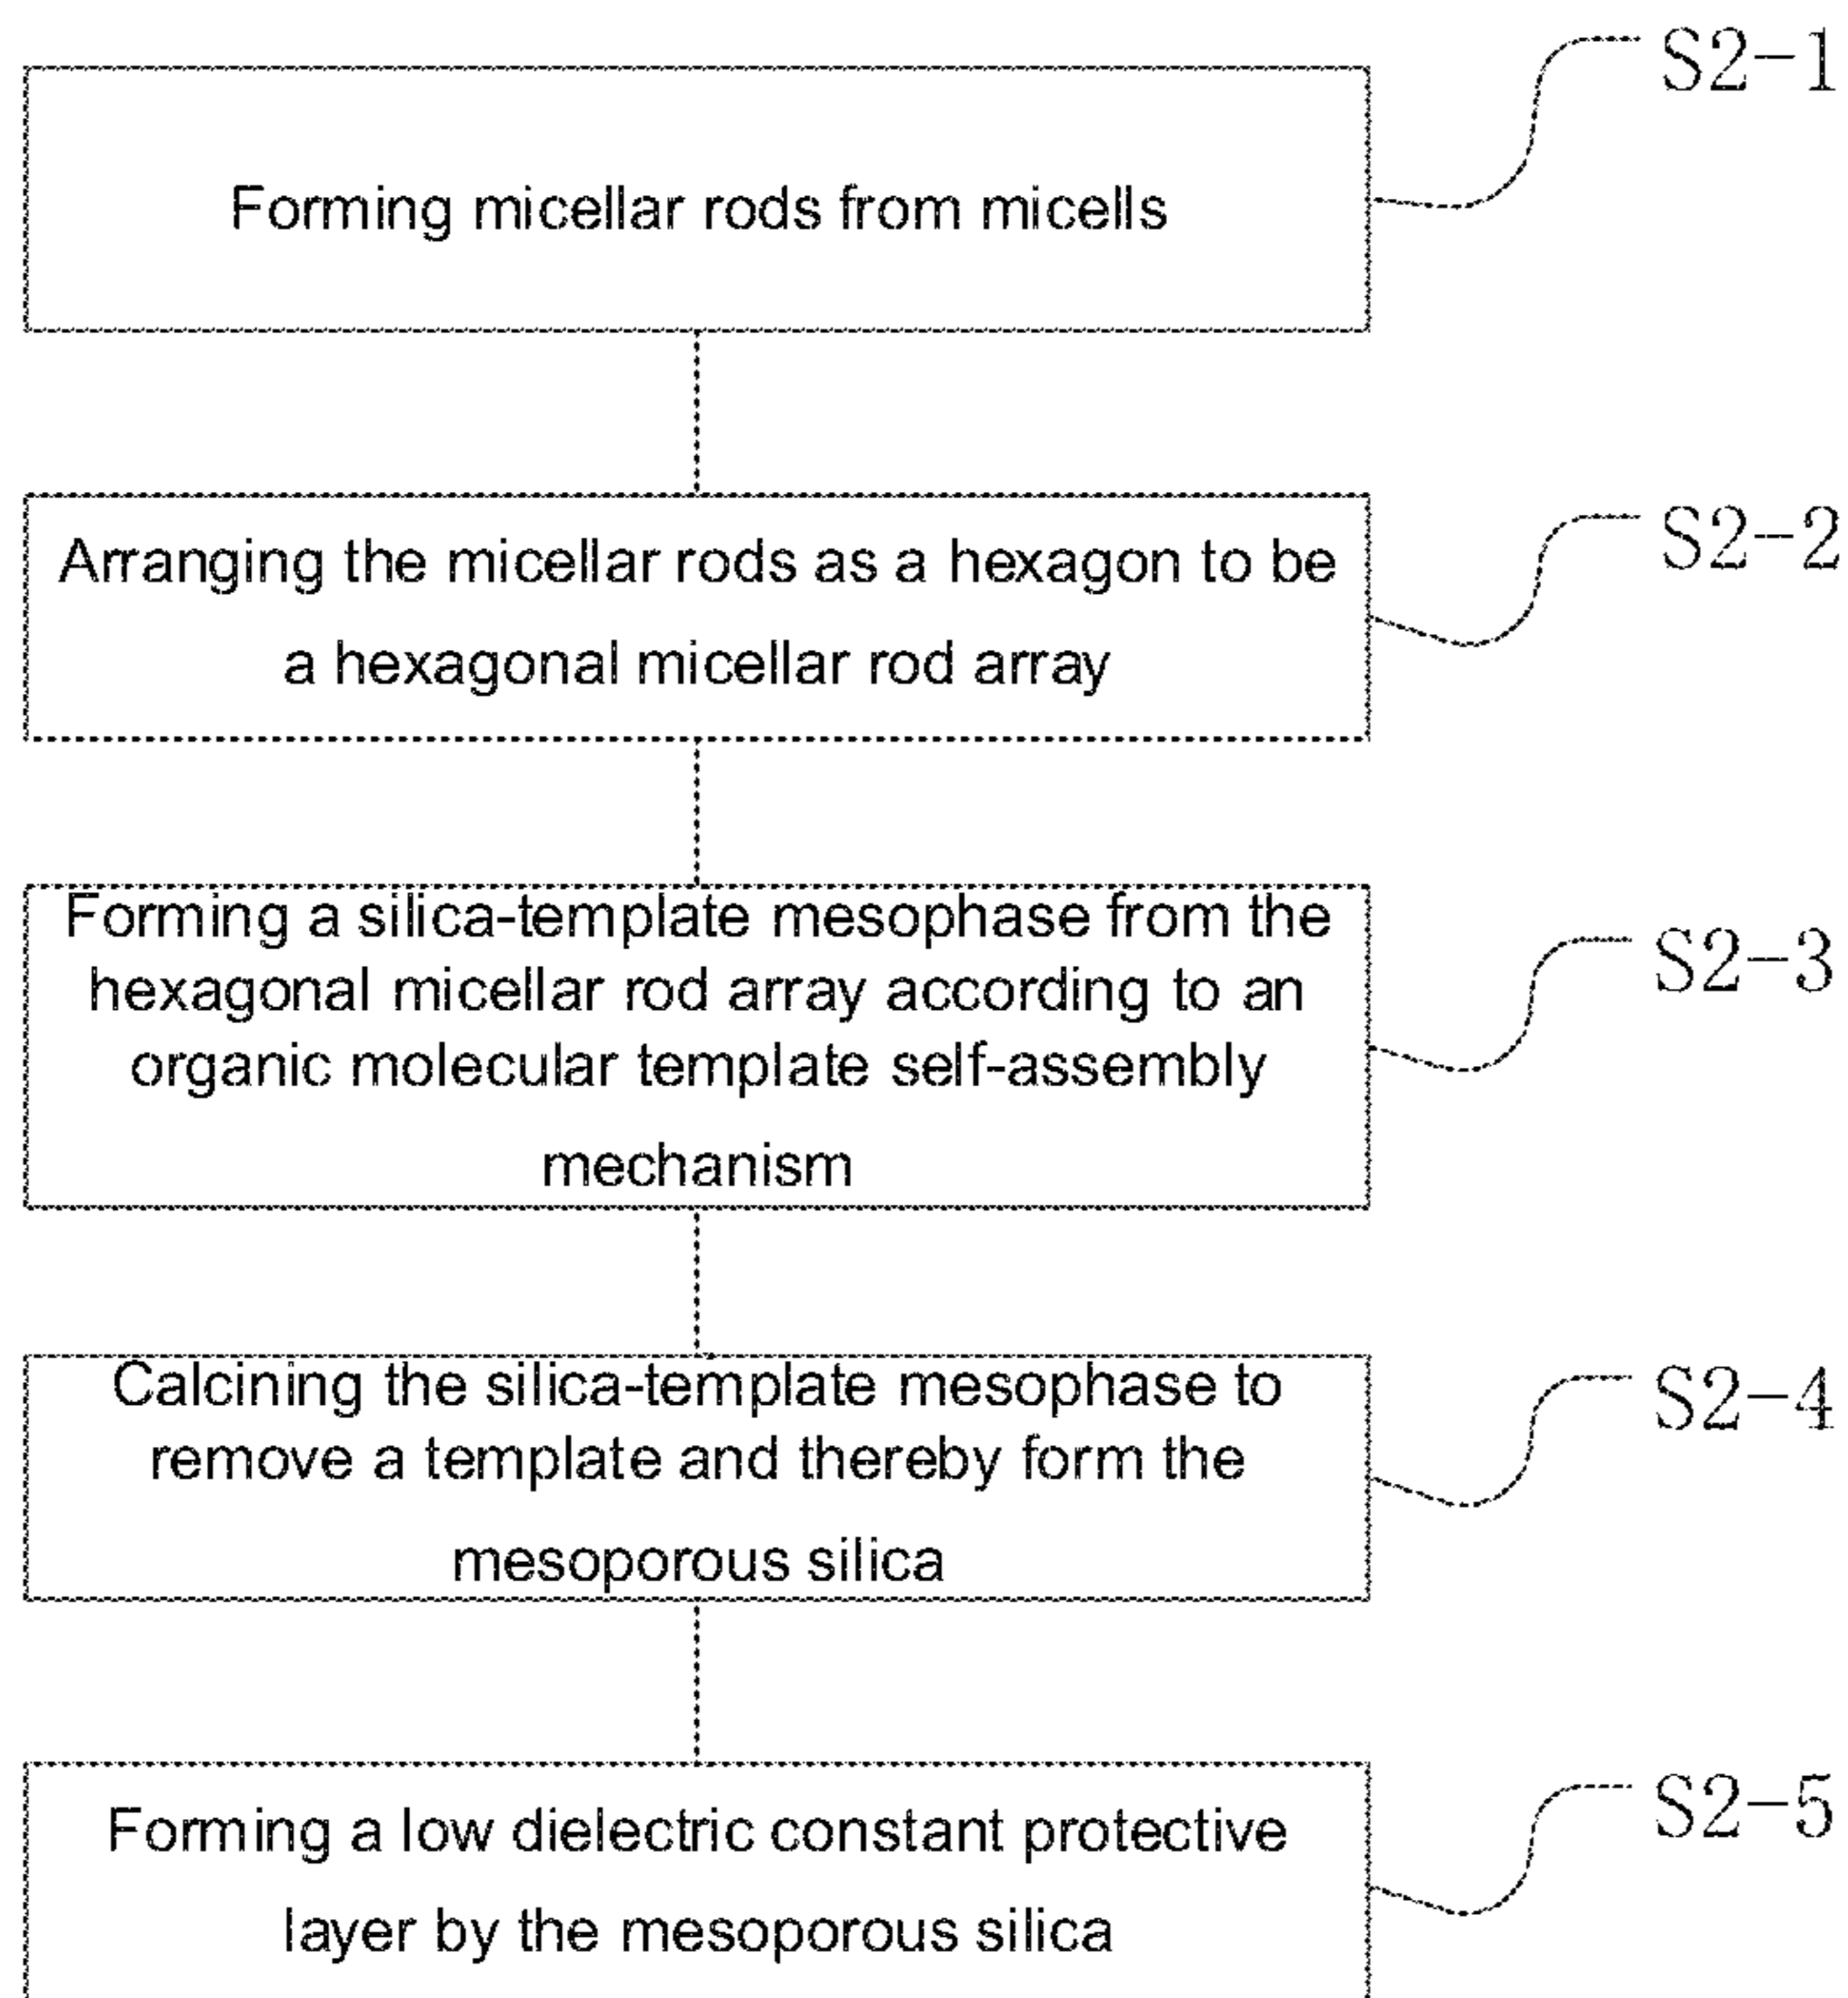 S2-1
Forming micellar rods from micells
S2-2
Arranging the micellar rods as a hexagon to be
a hexagonal micellar rod array
S2-3
Forming a silica-template mesophase from the
hexagonal micellar rod array according to an
organic molecular template self-assembly
mechanism
S2-4
Calcining the silica-template mesophase to
remove a template and thereby form the
mesoporous silica
S2-5
Forming a low dielectric constant protective
layer by the mesoporous silica